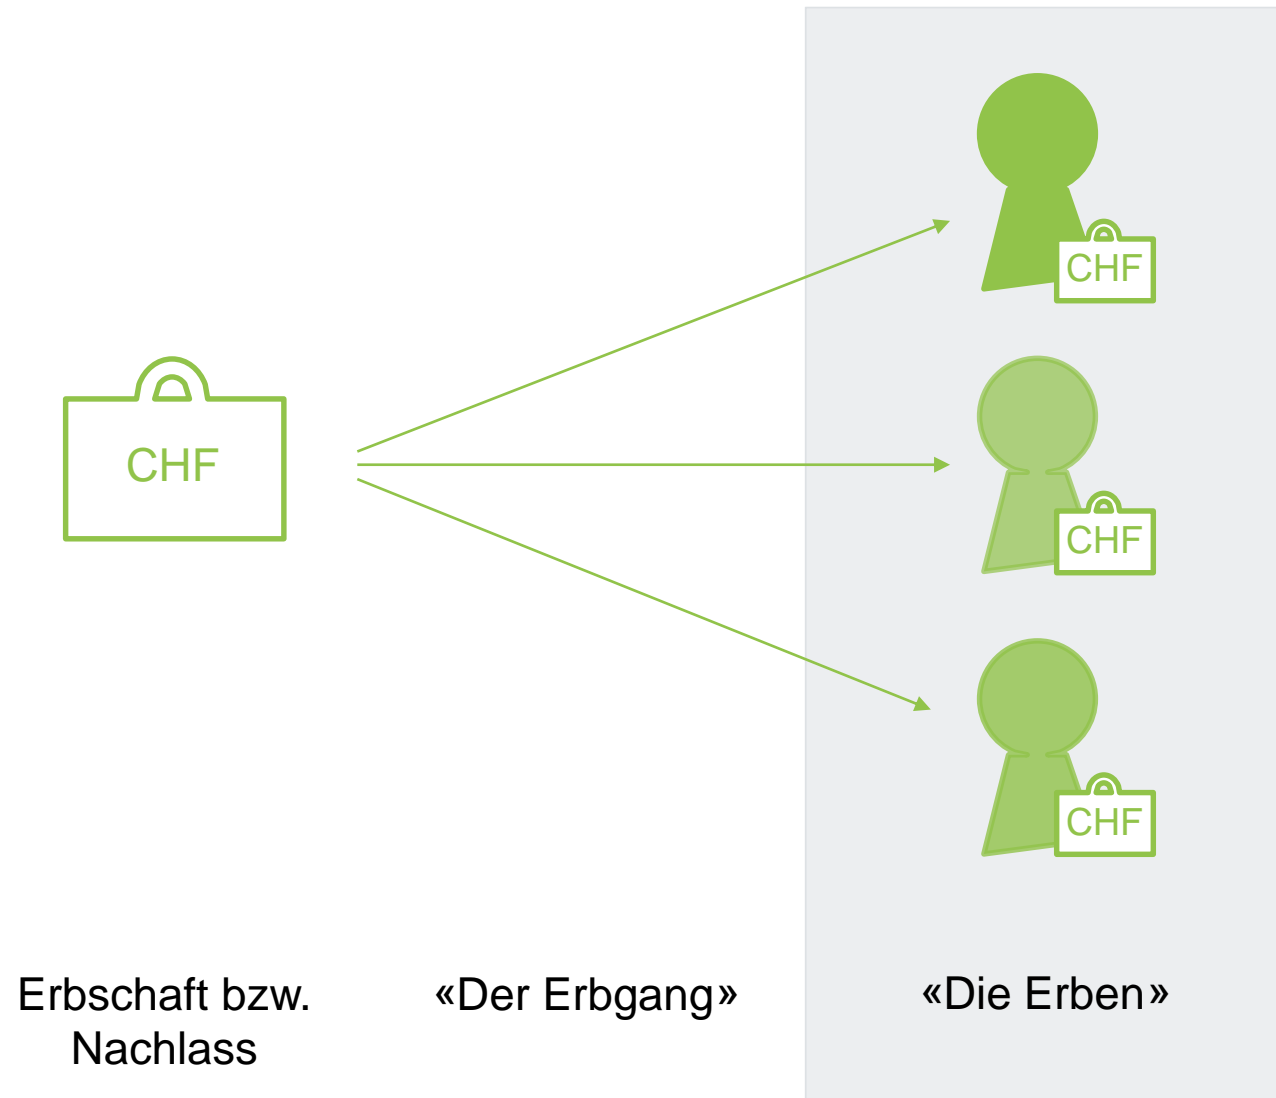 CHF
CHF
CHF
CHF
Erbschaft bzw.
Nachlass
«Der Erbgang»
«Die Erben»